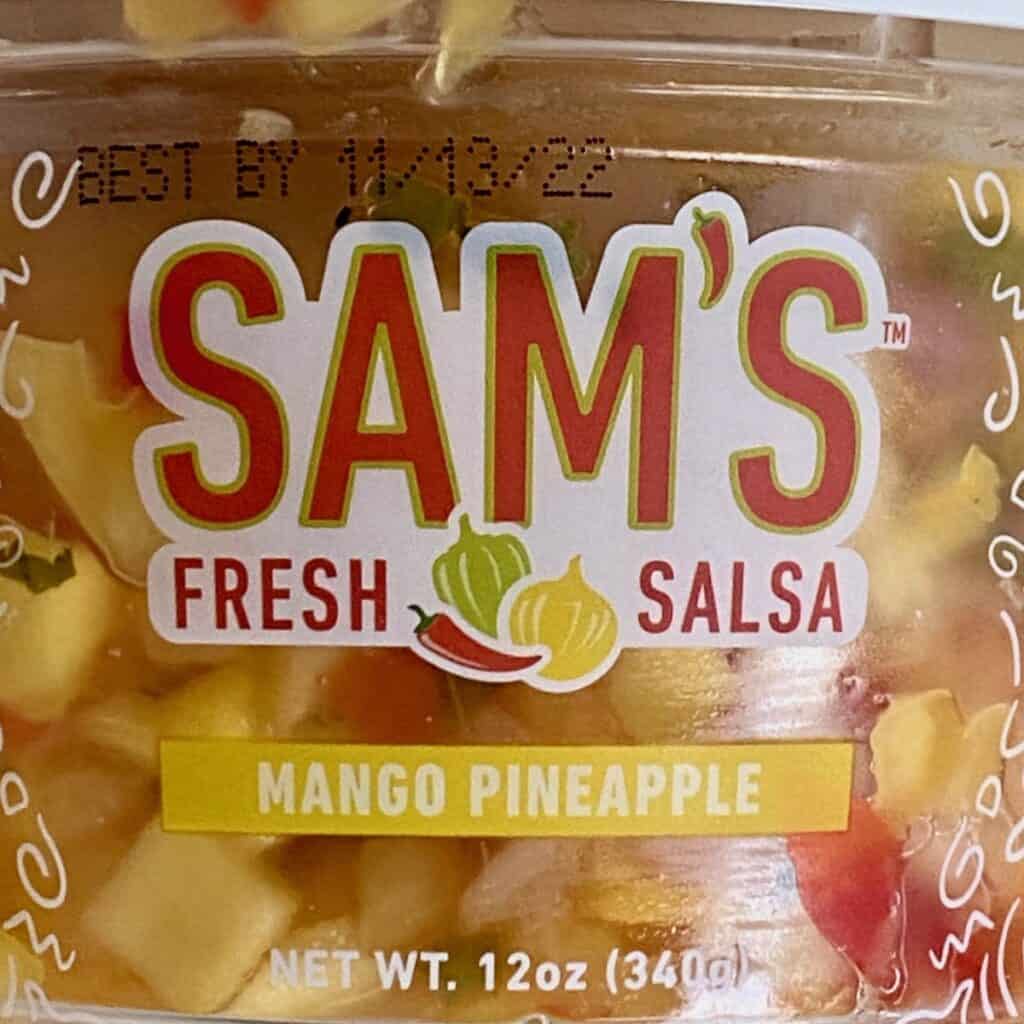 BEST BY 11/13/22
SAM'S™
FRESH SALSA
MANGO PINEAPPLE
NET WT. 12oz (340g)